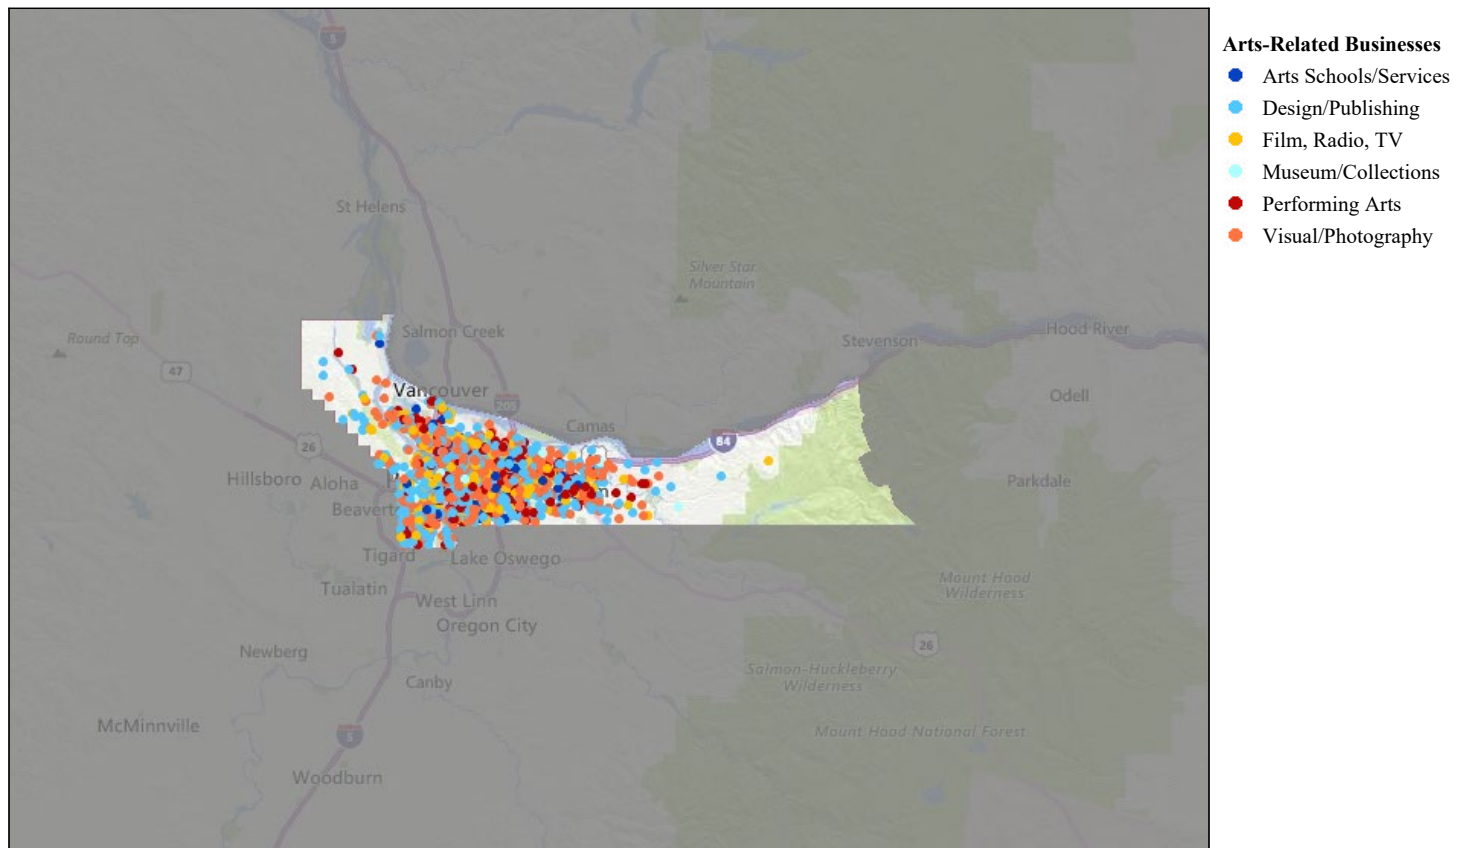 Arts-Related Businesses
Arts Schools/Services
Design/Publishing
Film, Radio, TV
Museum/Collections
Performing Arts
Visual/Photography
5
St Helens
Silver Star
Mountain
Round Top
47
Salmon Creek
Stevenson
Hood River
Vancouver
205
Odell
Camas
84
26
Hillsboro
Aloha
Parkdale
Beavert
Tigard
Lake Oswego
Tualatin
West Linn
Mount Hood
Wilderness
Oregon City
26
Newberg
Salmon-Huckleberry
Wilderness
Canby
McMinnville
5
Mount Hood National Forest
Woodburn